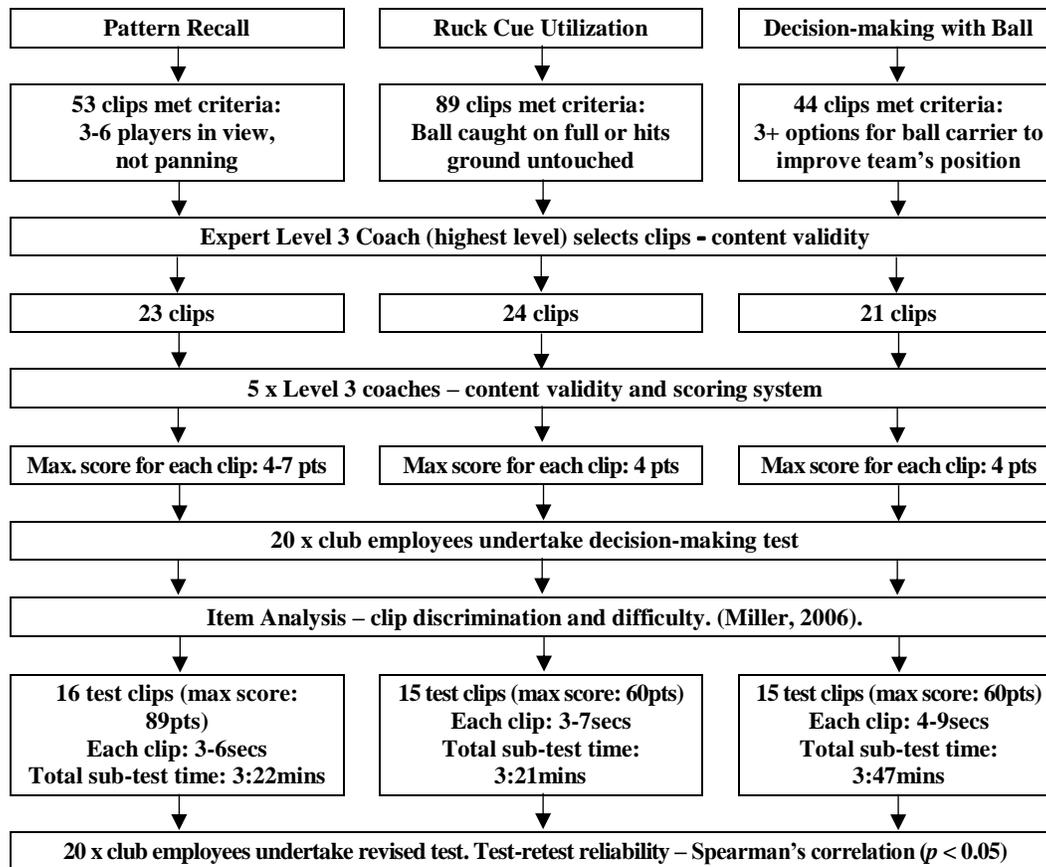 Pattern Recall
Ruck Cue Utilization
Decision-making with Ball
53 clips met criteria:
3-6 players in view,
not panning
89 clips met criteria:
Ball caught on full or hits
ground untouched
44 clips met criteria:
3+ options for ball carrier to
improve team's position
Expert Level 3 Coach (highest level) selects clips - content validity
23 clips
24 clips
21 clips
5 x Level 3 coaches – content validity and scoring system
Max. score for each clip: 4-7 pts
Max score for each clip: 4 pts
Max score for each clip: 4 pts
20 x club employees undertake decision-making test
Item Analysis – clip discrimination and difficulty. (Miller, 2006).
16 test clips (max score:
89pts)
Each clip: 3-6secs
Total sub-test time: 3:22mins
15 test clips (max score: 60pts)
Each clip: 3-7secs
Total sub-test time:
3:21mins
15 test clips (max score: 60pts)
Each clip: 4-9secs
Total sub-test time:
3:47mins
20 x club employees undertake revised test. Test-retest reliability – Spearman's correlation (p < 0.05)